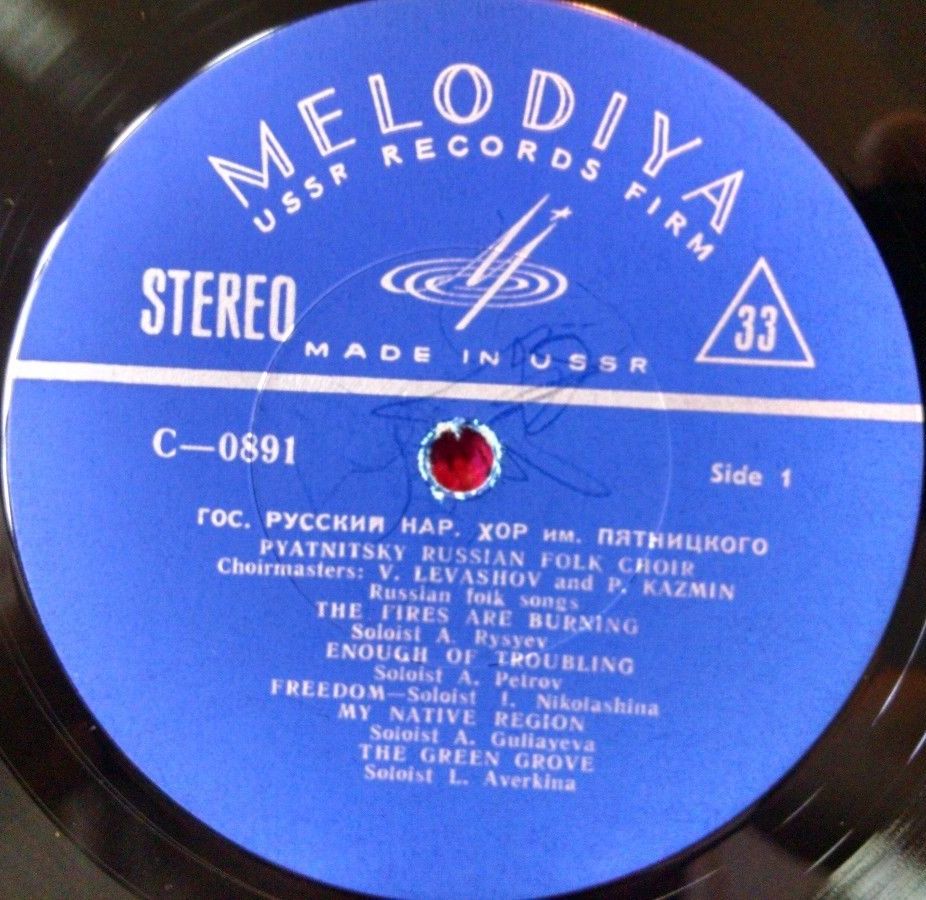 MELODIYA
USSR RECORDS FIRM
STEREO
33
MADE IN USSR
C—0891
Side 1
ГОС. РУССКИЙ НАР. ХОР ИМ. ПЯТНИЦКОГО
PYATNITSKY RUSSIAN FOLK CHOIR
Choirmasters: V. LEVASHOV and P. KAZMIN
Russian folk songs
THE FIRES ARE BURNING
Soloist A. Rysyev
ENOUGH OF TROUBLING
Soloist A. Petrov
FREEDOM—Soloist I. Nikolashina
MY NATIVE REGION
Soloist A. Guliayeva
THE GREEN GROVE
Soloist L. Averkina